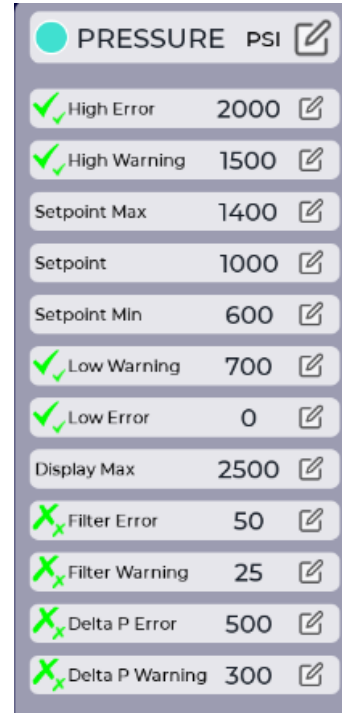 PRESSURE PSI
High Error 2000
High Warning 1500
Setpoint Max 1400
Setpoint 1000
Setpoint Min 600
Low Warning 700
Low Error 0
Display Max 2500
Filter Error 50
Filter Warning 25
Delta P Error 500
Delta P Warning 300